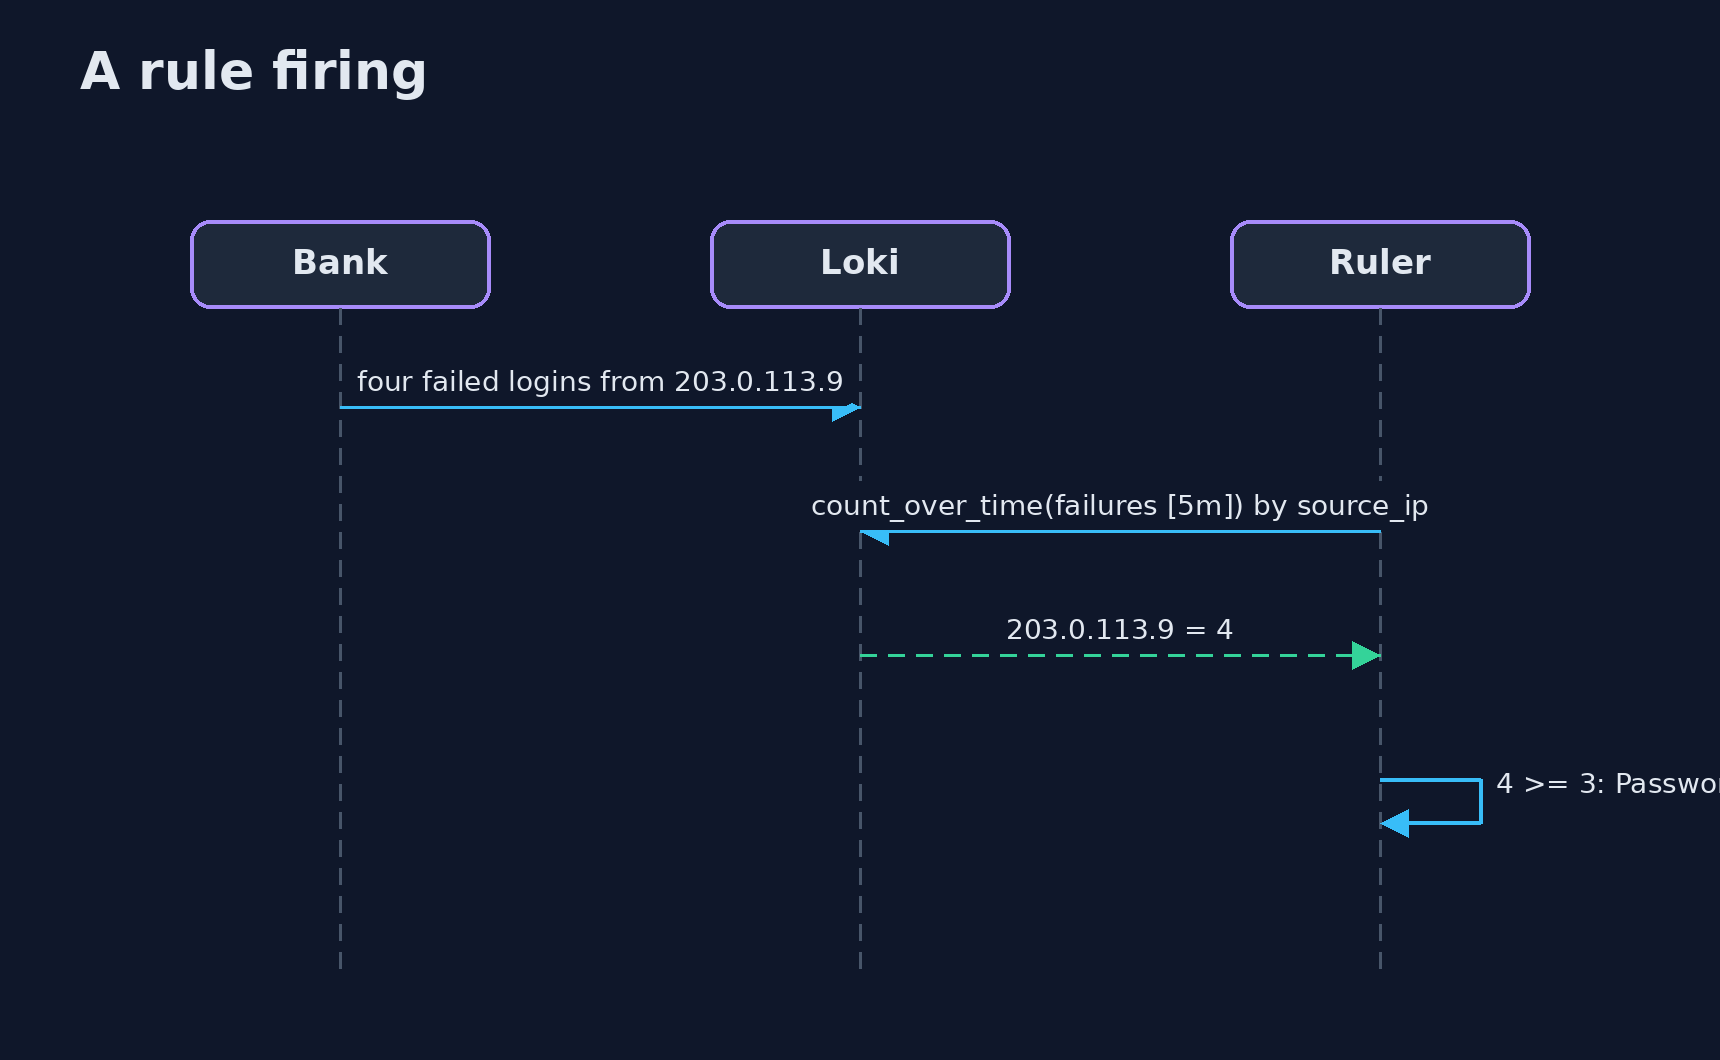 A rule firing
Bank
Loki
Ruler
four failed logins from 203.0.113.9
count_over_time(failures [5m]) by source_ip
203.0.113.9 = 4
4 >= 3: